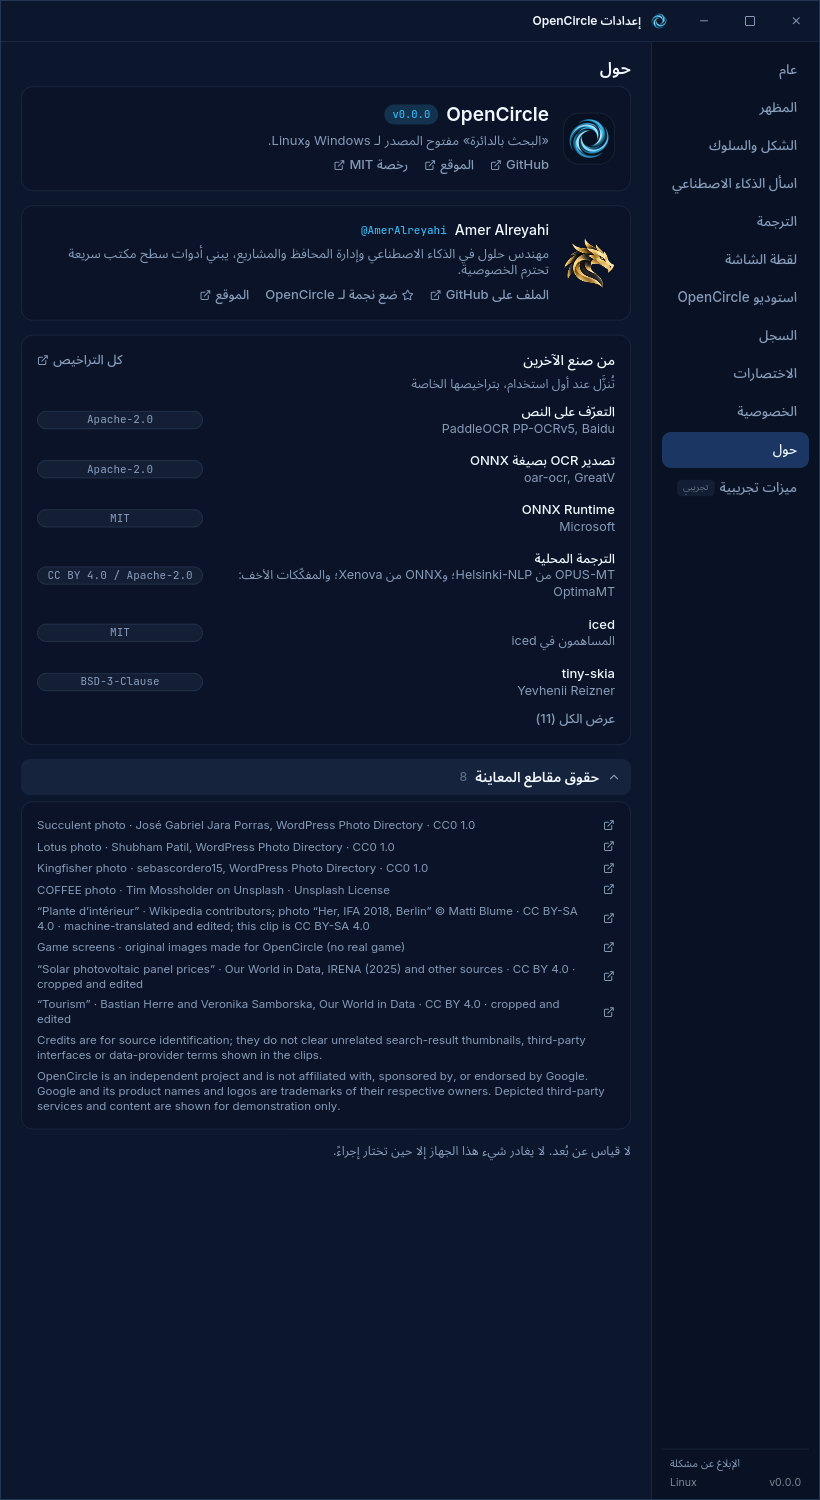 إعدادات OpenCircle
عام
المظهر
الشكل والسلوك
اسأل الذكاء الاصطناعي
الترجمة
لقطة الشاشة
استوديو OpenCircle
السجل
الاختصارات
الخصوصية
حول
ميزات تجريبية تجريبي
الإبلاغ عن مشكلة
v0.0.0 Linux
حول
OpenCircle v0.0.0
«البحث بالدائرة» مفتوح المصدر لـ Windows وLinux.
GitHub الموقع رخصة MIT
Amer Alreyahi @AmerAlreyahi
مهندس حلول في الذكاء الاصطناعي وإدارة المحافظ والمشاريع، يبني أدوات سطح مكتب سريعة
تحترم الخصوصية.
الملف على GitHub ضع نجمة لـ OpenCircle الموقع
من صنع الآخرين كل التراخيص
تُنزَّل عند أول استخدام، بتراخيصها الخاصة
التعرّف على النص
PaddleOCR PP-OCRv5, Baidu
Apache-2.0
تصدير OCR بصيغة ONNX
oar-ocr, GreatV
Apache-2.0
ONNX Runtime
Microsoft
MIT
الترجمة المحلية
OPUS-MT من Helsinki-NLP؛ وONNX من Xenova؛ والمفكّكات الأخف:
OptimaMT
CC BY 4.0 / Apache-2.0
iced
المساهمون في iced
MIT
tiny-skia
Yevhenii Reizner
BSD-3-Clause
عرض الكل (11)
حقوق مقاطع المعاينة 8
Succulent photo · José Gabriel Jara Porras, WordPress Photo Directory · CC0 1.0
Lotus photo · Shubham Patil, WordPress Photo Directory · CC0 1.0
Kingfisher photo · sebascordero15, WordPress Photo Directory · CC0 1.0
COFFEE photo · Tim Mossholder on Unsplash · Unsplash License
“Plante d’intérieur” · Wikipedia contributors; photo “Her, IFA 2018, Berlin” © Matti Blume · CC BY-SA
4.0 · machine-translated and edited; this clip is CC BY-SA 4.0
Game screens · original images made for OpenCircle (no real game)
“Solar photovoltaic panel prices” · Our World in Data, IRENA (2025) and other sources · CC BY 4.0 ·
cropped and edited
“Tourism” · Bastian Herre and Veronika Samborska, Our World in Data · CC BY 4.0 · cropped and
edited
Credits are for source identification; they do not clear unrelated search-result thumbnails, third-party
interfaces or data-provider terms shown in the clips.
OpenCircle is an independent project and is not affiliated with, sponsored by, or endorsed by Google.
Google and its product names and logos are trademarks of their respective owners. Depicted third-party
services and content are shown for demonstration only.
لا قياس عن بُعد. لا يغادر شيء هذا الجهاز إلا حين تختار إجراءً.